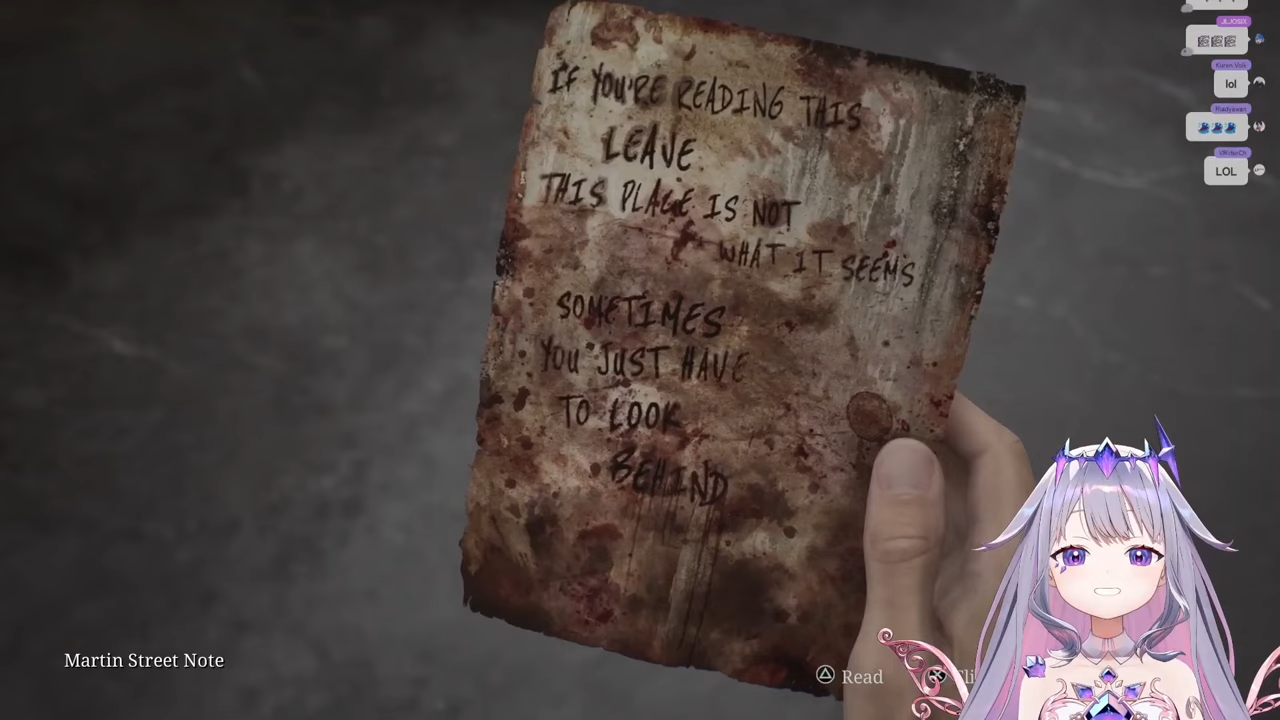 IF YOU'RE READING THIS
LEAVE
THIS PLACE IS NOT
WHAT IT SEEMS
SOMETIMES
YOU JUST HAVE
TO LOOK
BEHIND
Martin Street Note
Read
lol
LOL